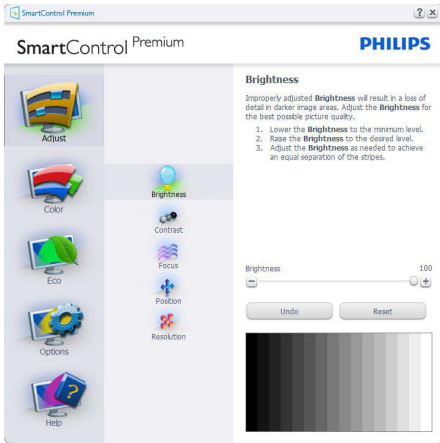 SmartControl Premium
SmartControl Premium
PHILIPS
Adjust
Color
Eco
Options
Help
Brightness
Contrast
Focus
Position
Resolution
Brightness
Improperly adjusted Brightness will result in a loss of
detail in darker image areas. Adjust the Brightness for
the best possible picture quality.
1. Lower the Brightness to the minimum level.
2. Raise the Brightness to the desired level.
3. Adjust the Brightness as needed to achieve
an equal separation of the stripes.
Brightness 100
Undo Reset